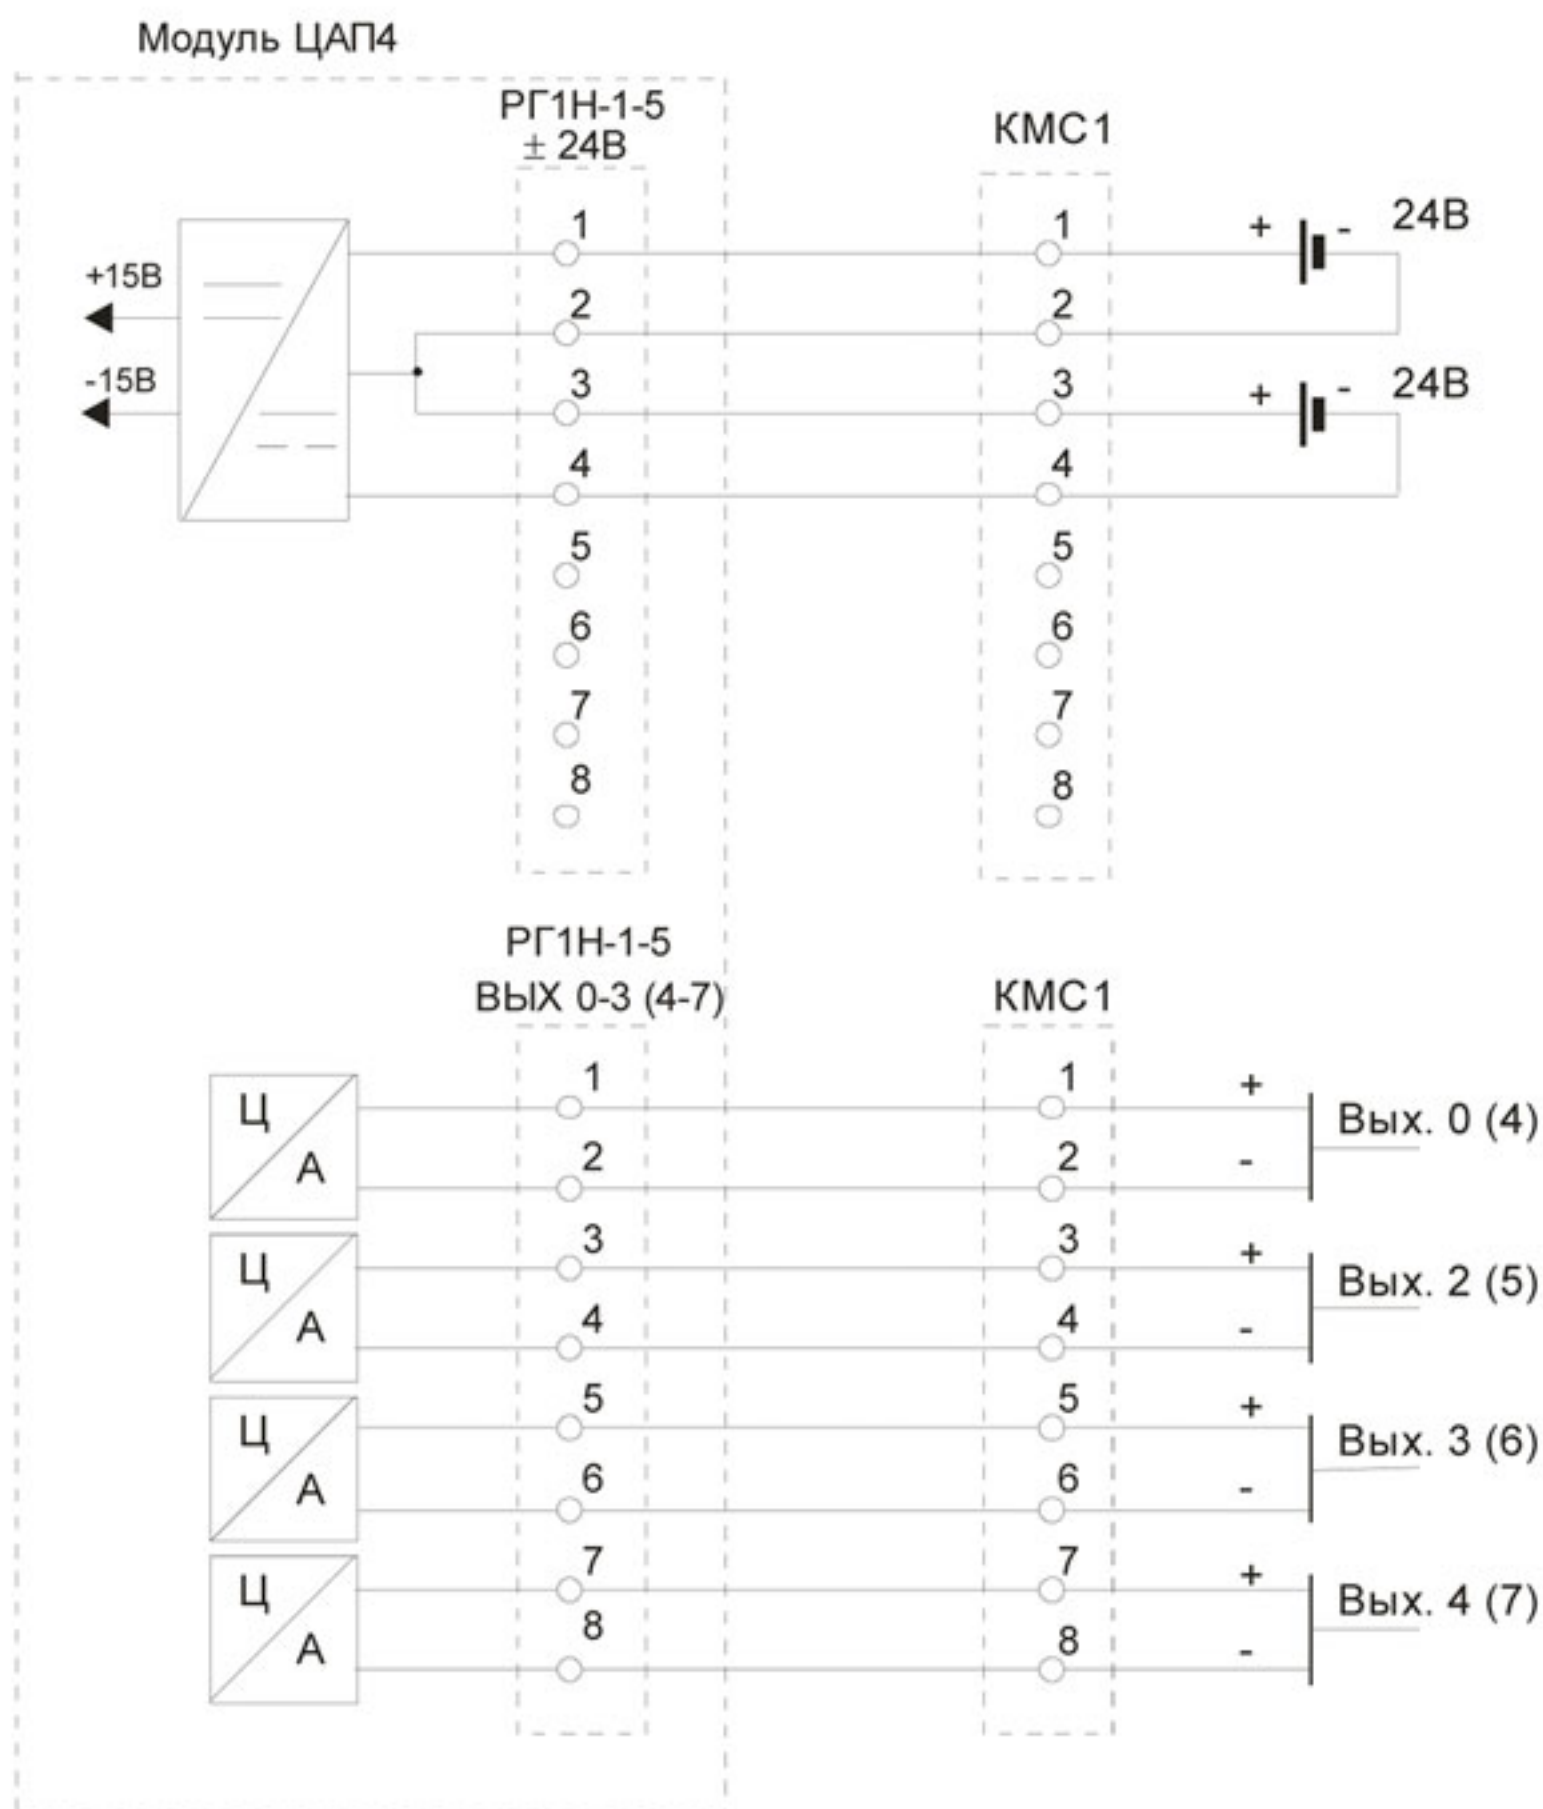 Модуль ЦАП4
РГ1Н-1-5
± 24В
КМС1
1 1 + - 24В
+15В
2 2
-15В
3 3 + - 24В
4 4
5 5
6 6
7 7
8 8
РГ1Н-1-5
ВЫХ 0-3 (4-7) КМС1
Ц 1 1 + Вых. 0 (4)
А 2 2 -
Ц 3 3 + Вых. 2 (5)
А 4 4 -
Ц 5 5 + Вых. 3 (6)
А 6 6 -
Ц 7 7 + Вых. 4 (7)
А 8 8 -